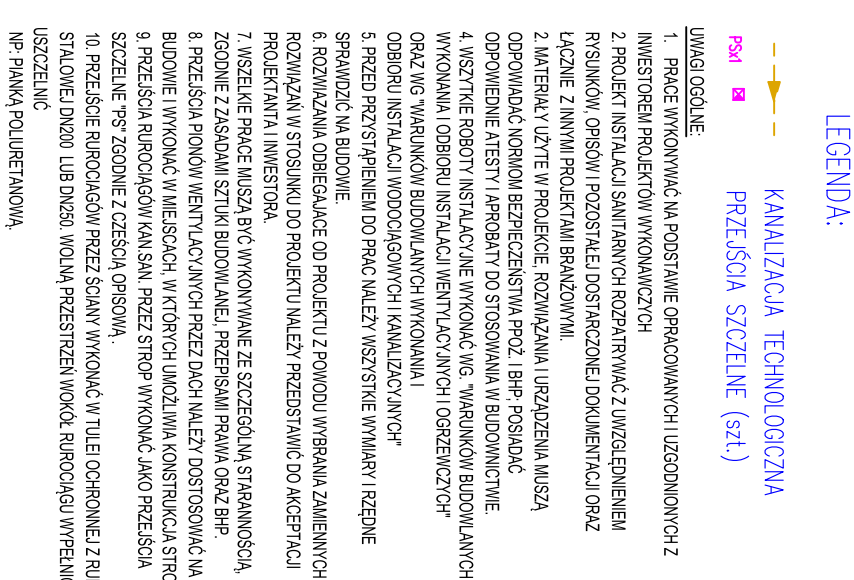 LEGENDA:
KANALIZACJA TECHNOLOGICZNA
PSx1 PRZEJŚCIA SZCZELNE (szt.)
UWAGI OGÓLNE:
1. PRACE WYKONYWAĆ NA PODSTAWIE OPRACOWANYCH I UZGODNIONYCH Z
INWESTOREM PROJEKTÓW WYKONAWCZYCH
2. PROJEKT INSTALACJI SANITARNYCH ROZPATRYWAĆ Z UWZGLĘDNIENIEM
RYSUNKÓW, OPISÓW I POZOSTAŁEJ DOSTARCZONEJ DOKUMENTACJI ORAZ
ŁĄCZNIE Z INNYMI PROJEKTAMI BRANŻOWYMI.
2. MATERIAŁY UŻYTE W PROJEKCIE, ROZWIĄZANIA I URZĄDZENIA MUSZĄ
ODPOWIADAĆ NORMOM BEZPIECZEŃSTWA PPOŻ. I BHP; POSIADAĆ
ODPOWIEDNIE ATESTY I APROBATY DO STOSOWANIA W BUDOWNICTWIE.
4. WSZYTKIE ROBOTY INSTALACYJNE WYKONAĆ WG. "WARUNKÓW BUDOWLANYCH
WYKONANIA I ODBIORU INSTALACJI WENTYLACYJNYCH I OGRZEWCZYCH"
ORAZ WG "WARUNKÓW BUDOWLANYCH WYKONANIA I
ODBIORU INSTALACJI WODOCIĄGOWYCH I KANALIZACYJNYCH"
5. PRZED PRZYSTĄPIENIEM DO PRAC NALEŻY WSZYSTKIE WYMIARY I RZĘDNE
SPRAWDZIĆ NA BUDOWIE.
6. ROZWIAZANIA ODBIEGAJACE OD PROJEKTU Z POWODU WYBRANIA ZAMIENNYCH
ROZWIĄZAŃ W STOSUNKU DO PROJEKTU NALEŻY PRZEDSTAWIĆ DO AKCEPTACJI
PROJEKTANTA I INWESTORA.
7. WSZELKIE PRACE MUSZĄ BYĆ WYKONYWANE ZE SZCZEGÓLNĄ STARANNOŚCIĄ,
ZGODNIE Z ZASADAMI SZTUKI BUDOWLANEJ, PRZEPISAMI PRAWA ORAZ BHP.
8. PRZEJŚCIA PIONÓW WENTYLACYJNYCH PRZEZ DACH NALEŻY DOSTOSOWAĆ NA
BUDOWIE I WYKONAĆ W MIEJSCACH, W KTÓRYCH UMOŻLIWIA KONSTRUKCJA STRO
9. PRZEJŚCIA RUROCIĄGÓW KAN.SAN. PRZEZ STROP WYKONAĆ JAKO PRZEJŚCIA
SZCZELNE "PS" ZGODNIE Z CZEŚCIĄ OPISOWĄ .
10. PRZEJŚCIE RUROCIAGÓW PRZEZ ŚCIANY WYKONAĆ W TULEI OCHRONNEJ Z RU
STALOWEJ DN200 LUB DN250. WOLNĄ PRZESTRZEŃ WOKÓŁ RUROCIĄGU WYPEŁNIĆ
USZCZELNIĆ
NP: PIANKĄ POLIURETANOWĄ.